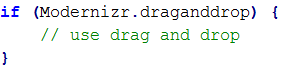 if (Modernizr.draganddrop) {
    // use drag and drop
}